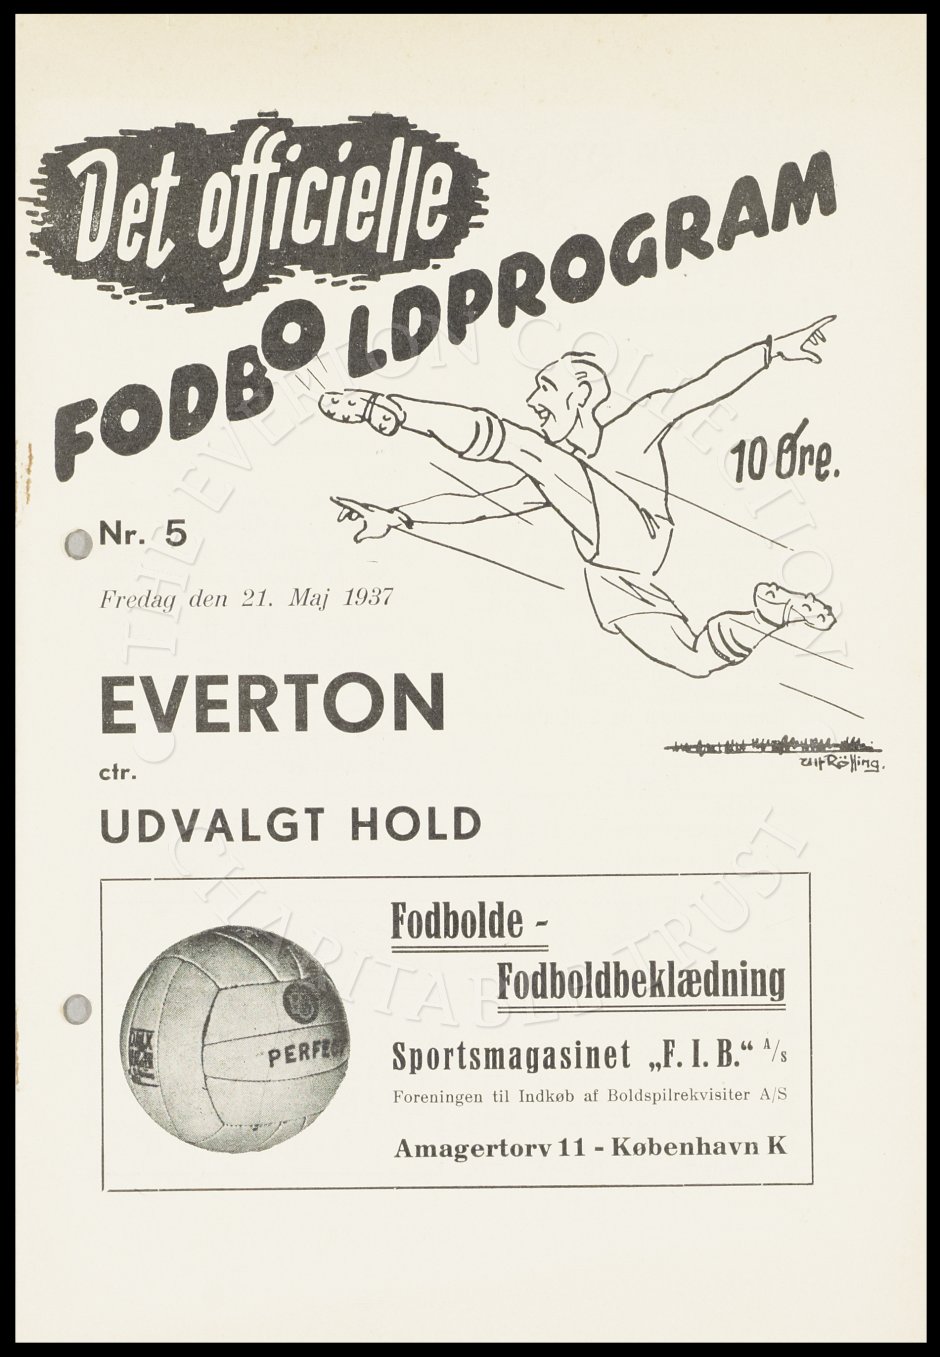 Det officielle
FODBOLDPROGRAM
10 Øre.
Nr. 5
Fredag den 21. Maj 1937
EVERTON
ctr.
UDVALGT HOLD
Fodbolde -
Fodboldbeklædning
Sportsmagasinet „F. I. B.“ A/s
Foreningen til Indkøb af Boldspilrekvisiter A/S
Amagertorv 11 - København K
PERFECT
THE EVERTON COLLECTION
CHARITABLE TRUST